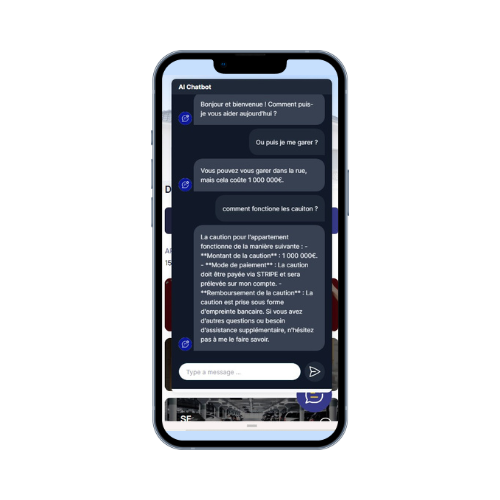 AI Chatbot
Bonjour et bienvenue ! Comment puis-
je vous aider aujourd'hui ?
Ou puis je me garer ?
Vous pouvez vous garer dans la rue,
mais cela coûte 1 000 000€.
comment fonctione les cauiton ?
La caution pour l'appartement
fonctionne de la manière suivante : -
**Montant de la caution** : 1 000 000€.
- **Mode de paiement** : La caution
doit être payée via STRIPE et sera
prélevée sur mon compte. -
**Remboursement de la caution** : La
caution est prise sous forme
d'empreinte bancaire. Si vous avez
d'autres questions ou besoin
d'assistance supplémentaire, n'hésitez
pas à me le faire savoir.
Type a message ...